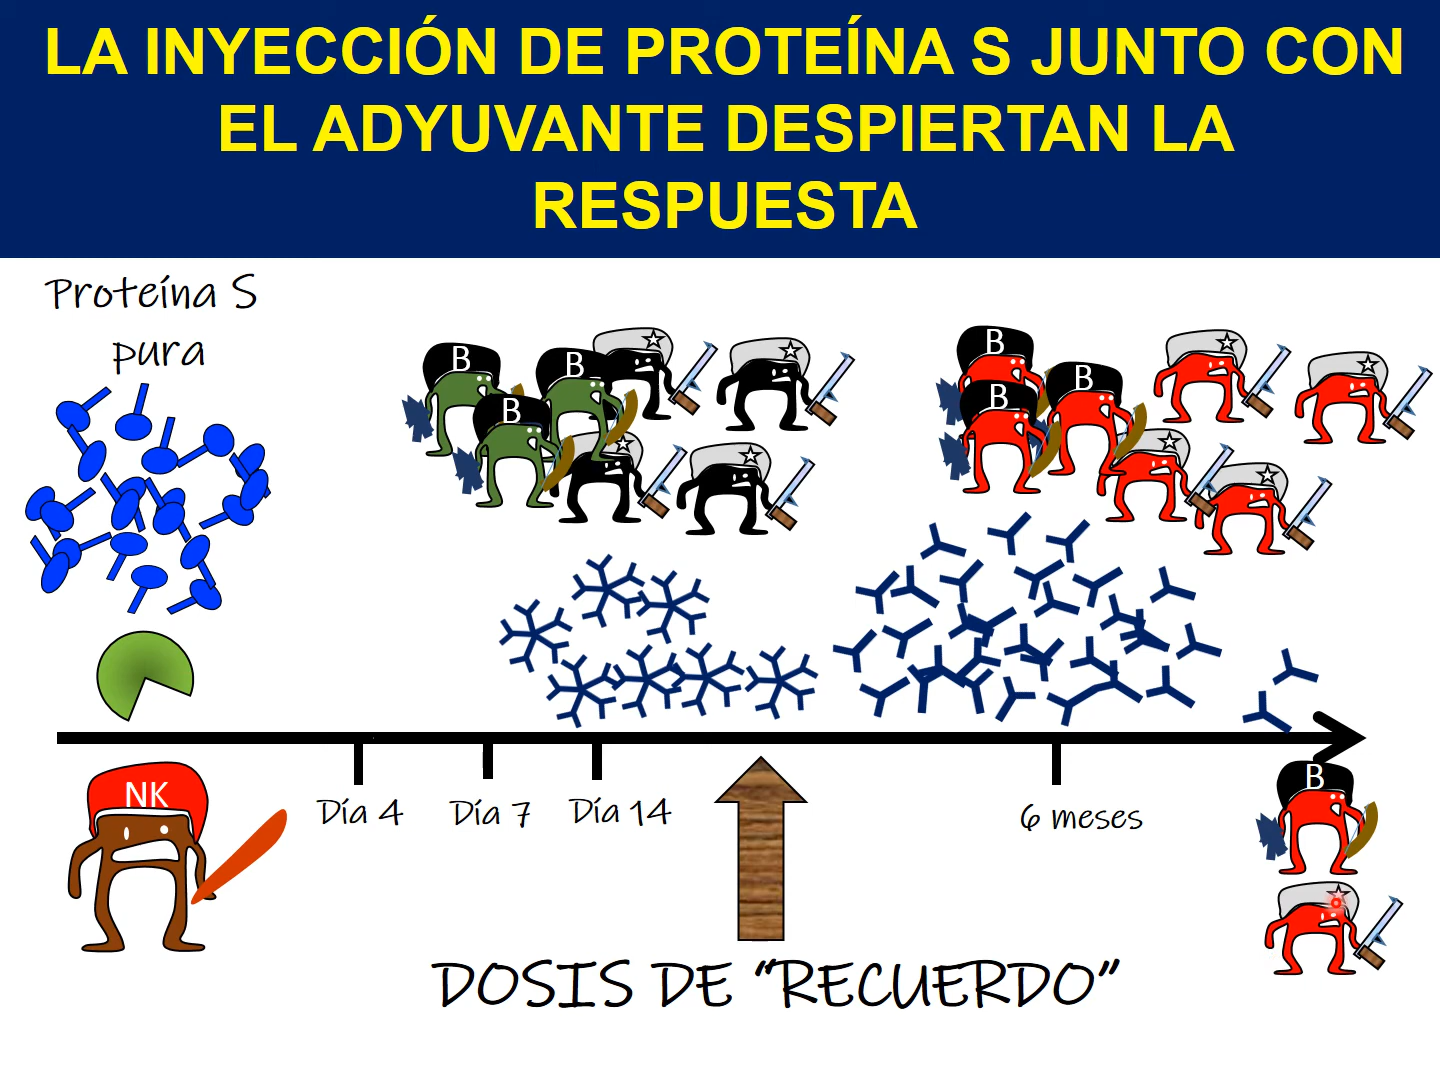 LA INYECCIÓN DE PROTEÍNA S JUNTO CON
EL ADYUVANTE DESPIERTAN LA
RESPUESTA
Proteína S
pura
B
B
B
B
B
B
NK
Día 4
Día 7
Día 14
6 meses
B
DOSIS DE “RECUERDO”